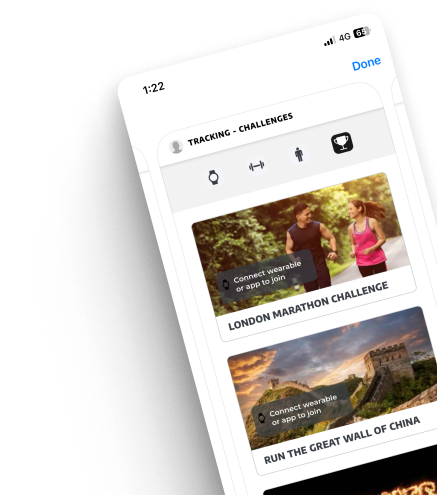 1:22
4G 65
Done
TRACKING - CHALLENGES
Connect wearable
or app to join
LONDON MARATHON CHALLENGE
Connect wearable
or app to join
RUN THE GREAT WALL OF CHINA